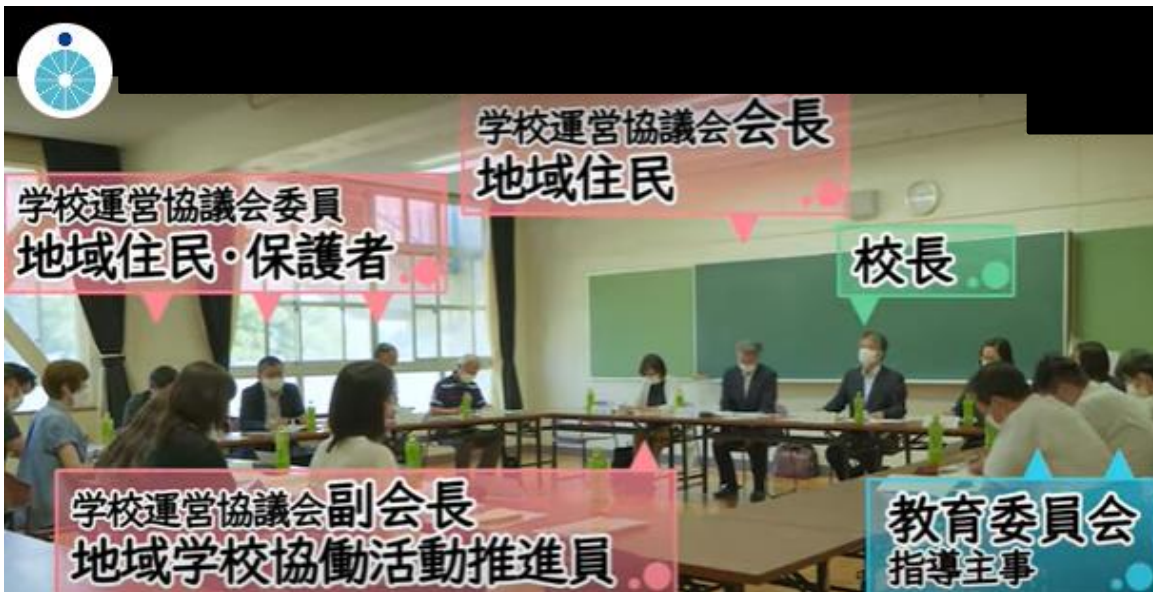 学校運営協議会会長
地域住民
学校運営協議会委員
地域住民・保護者
校長
学校運営協議会副会長
地域学校協働活動推進員
教育委員会
指導主事